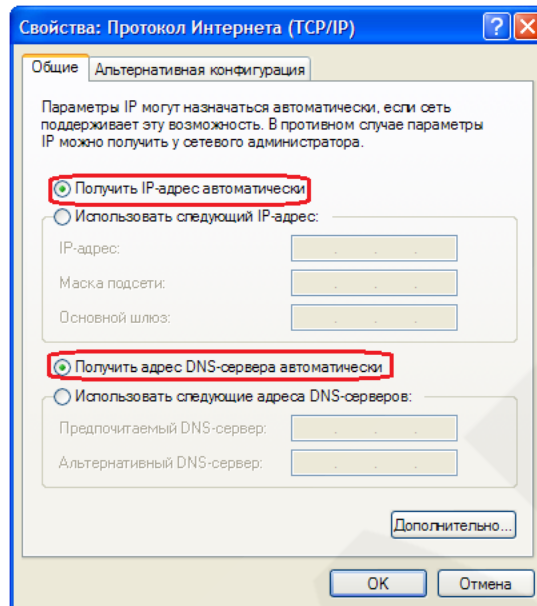 Свойства: Протокол Интернета (TCP/IP)
Общие
Альтернативная конфигурация
Параметры IP могут назначаться автоматически, если сеть
поддерживает эту возможность. В противном случае параметры
IP можно получить у сетевого администратора.
Получить IP-адрес автоматически
Использовать следующий IP-адрес:
IP-адрес:
Маска подсети:
Основной шлюз:
Получить адрес DNS-сервера автоматически
Использовать следующие адреса DNS-серверов:
Предпочитаемый DNS-сервер:
Альтернативный DNS-сервер:
Дополнительно...
OK
Отмена